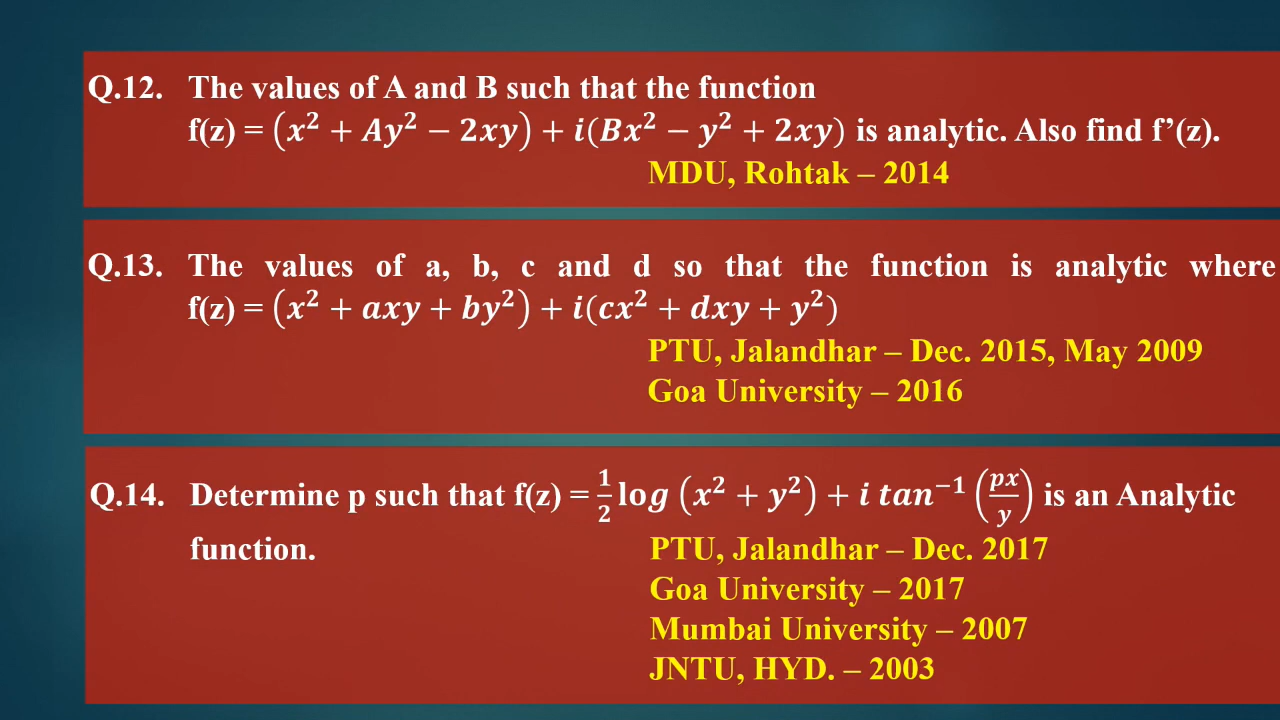 Q.12. The values of A and B such that the function
f(z) = (x² + Ay² − 2xy) + i(Bx² − y² + 2xy) is analytic. Also find f’(z).
MDU, Rohtak – 2014
Q.13. The values of a, b, c and d so that the function is analytic where
f(z) = (x² + axy + by²) + i(cx² + dxy + y²)
PTU, Jalandhar – Dec. 2015, May 2009
Goa University – 2016
Q.14. Determine p such that f(z) = 1/2 log (x² + y²) + i tan⁻¹ (px/y) is an Analytic
function. PTU, Jalandhar – Dec. 2017
Goa University – 2017
Mumbai University – 2007
JNTU, HYD. – 2003